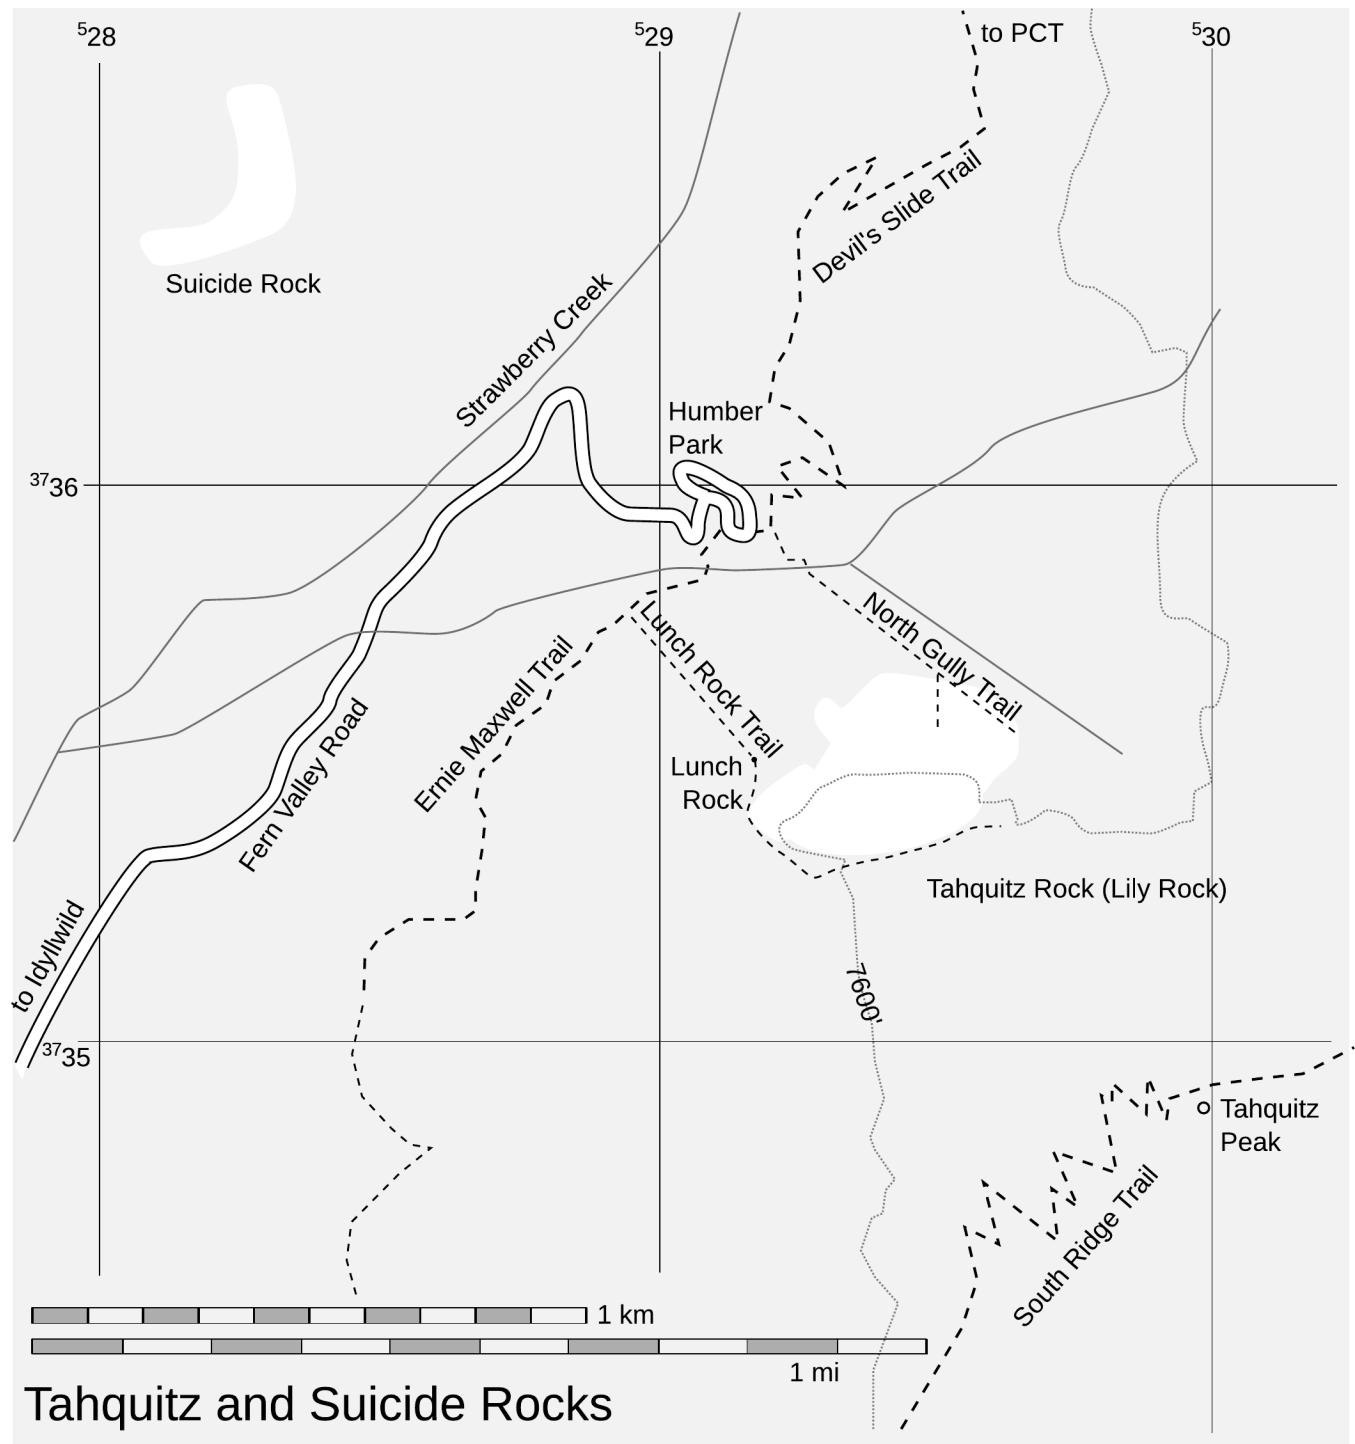 528
529
to PCT
530
Devil's Slide Trail
Suicide Rock
Strawberry Creek
Humber
Park
3736
North Gully Trail
Lunch Rock Trail
Ernie Maxwell Trail
Fern Valley Road
Lunch
Rock
Tahquitz Rock (Lily Rock)
to Idyllwild
7600'
3735
Tahquitz
Peak
South Ridge Trail
1 km
1 mi
Tahquitz and Suicide Rocks